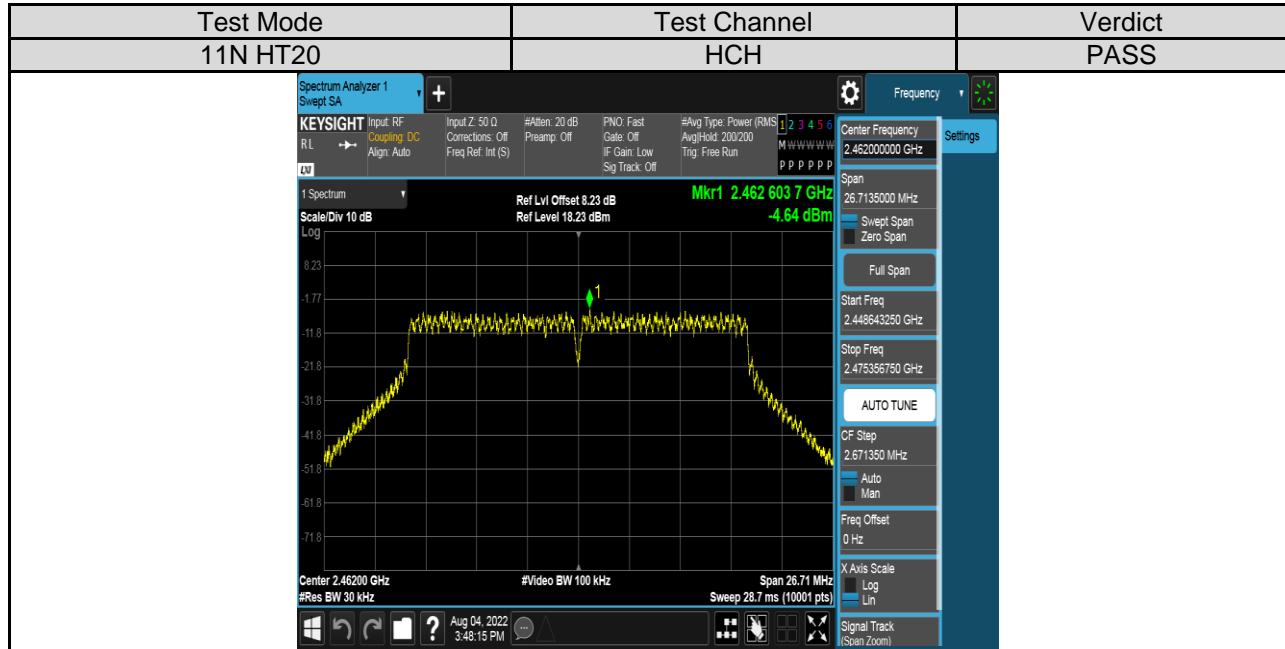 Test Mode Test Channel Verdict
11N HT20 HCH PASS
Spectrum Analyzer 1
Swept SA
+
Frequency
KEYSIGHT
RL
LXI
Input: RF
Coupling: DC
Align: Auto
Input Z: 50 Ω
Corrections: Off
Freq Ref: Int (S)
#Atten: 20 dB
Preamp: Off
PNO: Fast
Gate: Off
IF Gain: Low
Sig Track: Off
#Avg Type: Power (RMS
Avg|Hold: 200/200
Trig: Free Run
1 2 3 4 5 6
M W W W W W
P P P P P P
1 Spectrum
Scale/Div 10 dB
Ref Lvl Offset 8.23 dB
Ref Level 18.23 dBm
Mkr1 2.462 603 7 GHz
-4.64 dBm
Log
8.23
-1.77
-11.8
-21.8
-31.8
-41.8
-51.8
-61.8
-71.8
1
Center 2.46200 GHz
#Res BW 30 kHz
#Video BW 100 kHz
Span 26.71 MHz
Sweep 28.7 ms (10001 pts)
?
Aug 04, 2022
3:48:15 PM
Center Frequency
2.462000000 GHz
Settings
Span
26.7135000 MHz
Swept Span
Zero Span
Full Span
Start Freq
2.448643250 GHz
Stop Freq
2.475356750 GHz
AUTO TUNE
CF Step
2.671350 MHz
Auto
Man
Freq Offset
0 Hz
X Axis Scale
Log
Lin
Signal Track
(Span Zoom)